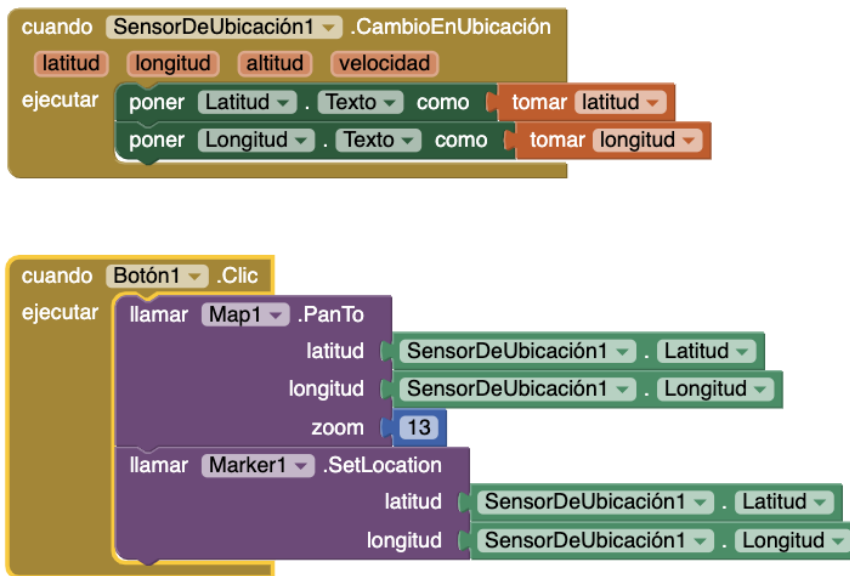 cuando SensorDeUbicación1 .CambioEnUbicación
latitud longitud altitud velocidad
ejecutar poner Latitud . Texto como tomar latitud
poner Longitud . Texto como tomar longitud
cuando Botón1 .Clic
ejecutar llamar Map1 .PanTo
latitud SensorDeUbicación1 . Latitud
longitud SensorDeUbicación1 . Longitud
zoom 13
llamar Marker1 .SetLocation
latitud SensorDeUbicación1 . Latitud
longitud SensorDeUbicación1 . Longitud